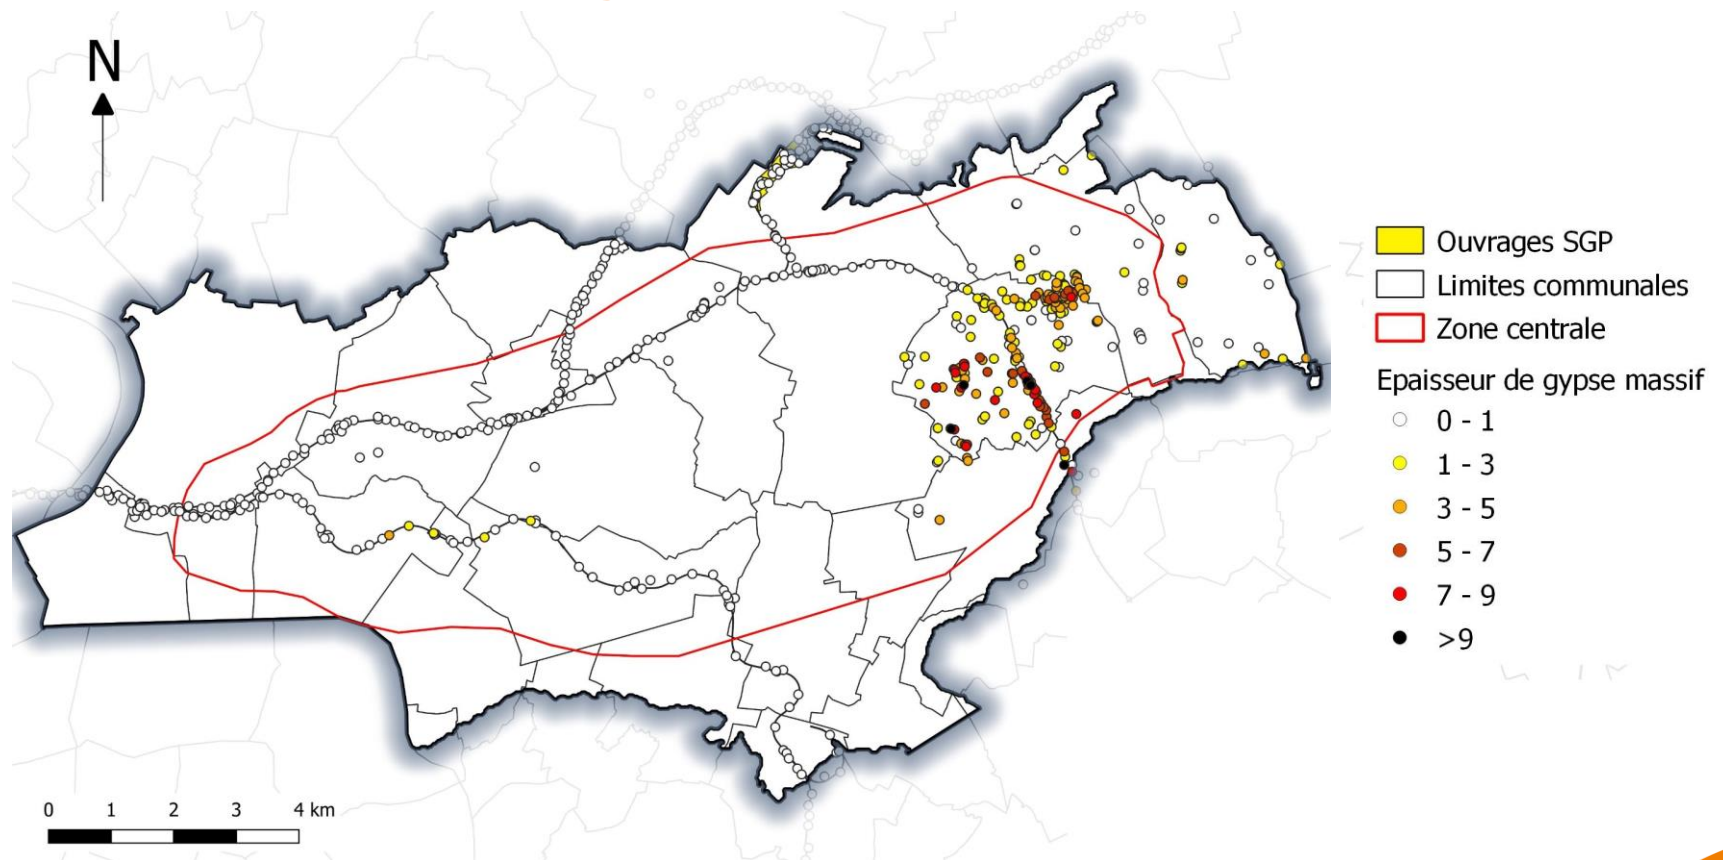 N
Ouvrages SGP
Limites communales
Zone centrale
Epaisseur de gypse massif
0 - 1
1 - 3
3 - 5
5 - 7
7 - 9
>9
0 1 2 3 4 km